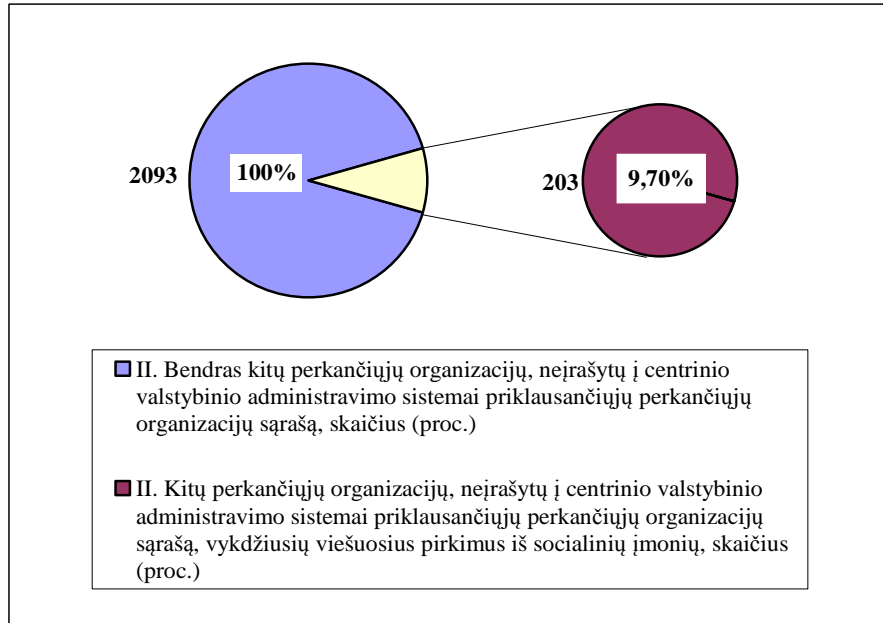 2093
100%
203
9,70%
II. Bendras kitų perkančiųjų organizacijų, neįrašytų į centrinio
valstybinio administravimo sistemai priklausančiųjų perkančiųjų
organizacijų sąrašą, skaičius (proc.)
II. Kitų perkančiųjų organizacijų, neįrašytų į centrinio valstybinio
administravimo sistemai priklausančiųjų perkančiųjų organizacijų
sąrašą, vykdžiusių viešuosius pirkimus iš socialinių įmonių, skaičius
(proc.)